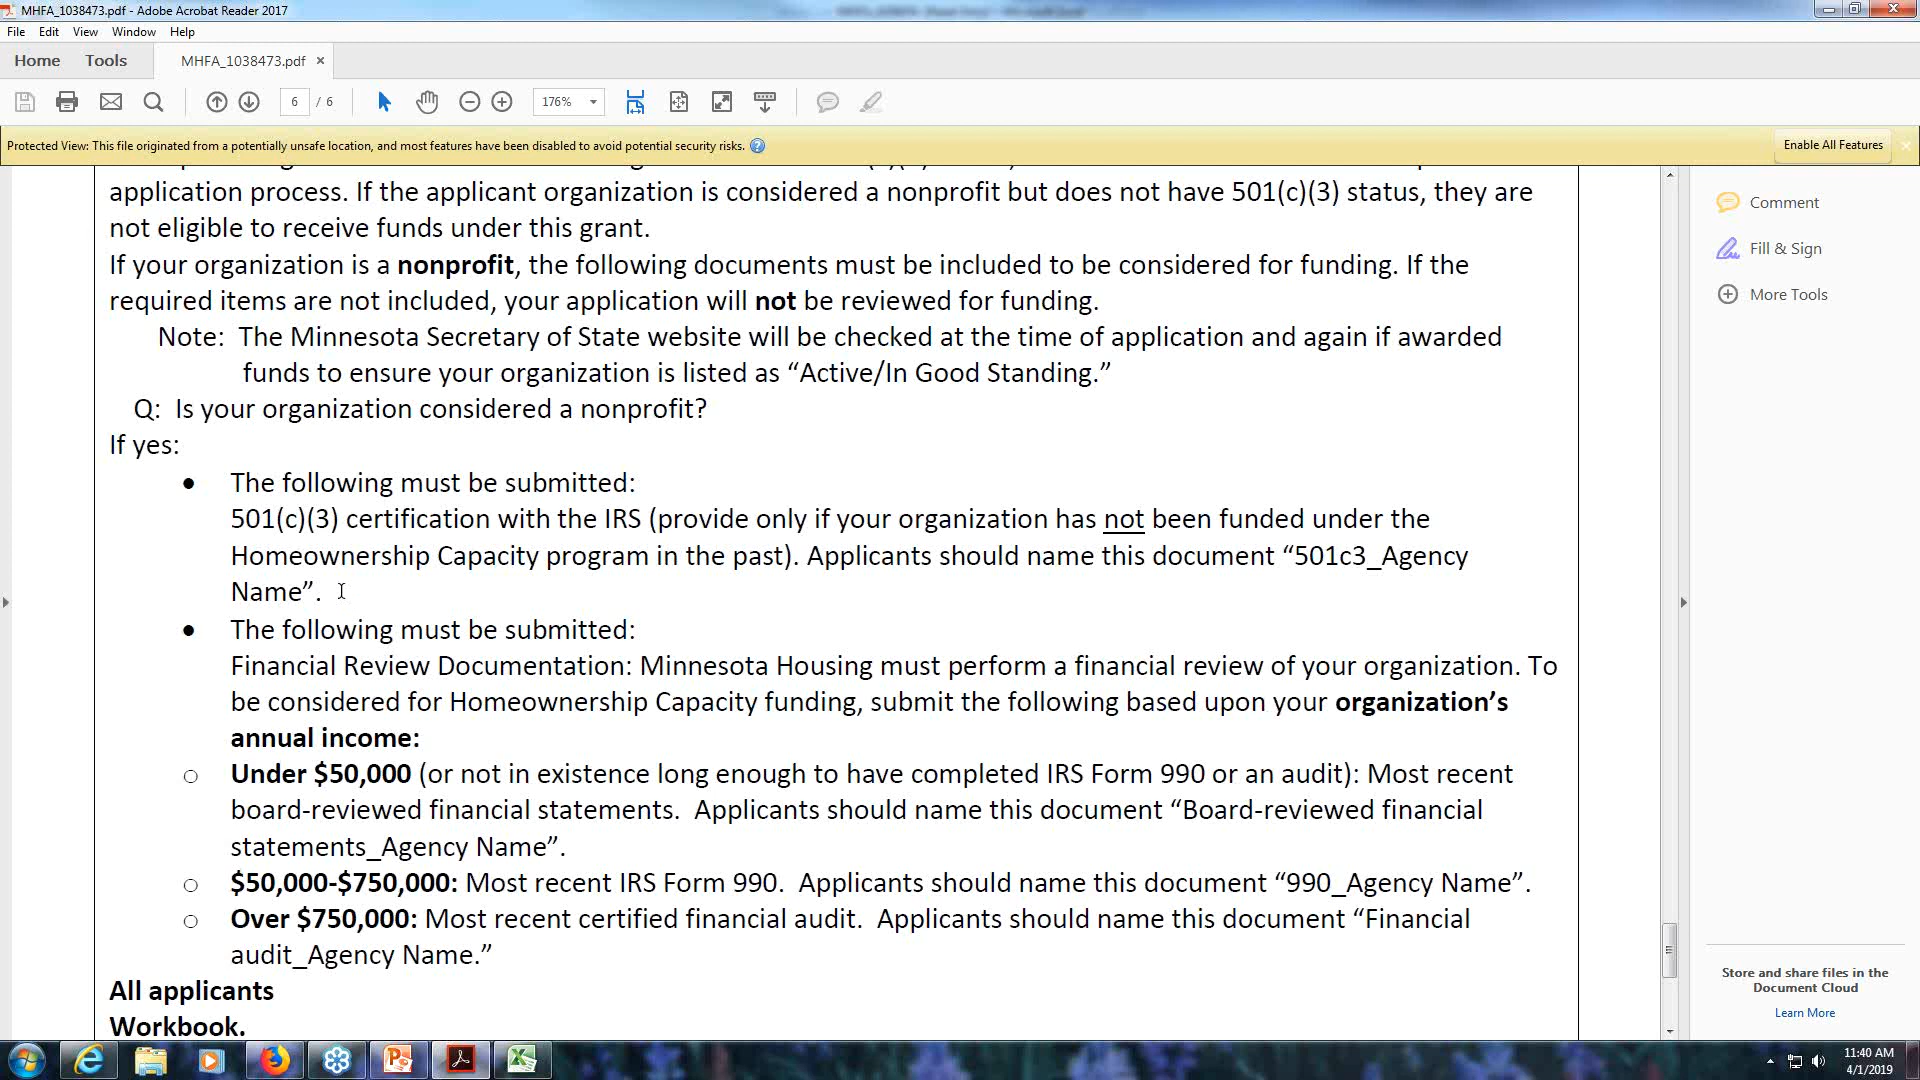 MHFA_1038473.pdf - Adobe Acrobat Reader 2017
File Edit View Window Help
Home Tools MHFA_1038473.pdf ×
6 / 6 176%
Protected View: This file originated from a potentially unsafe location, and most features have been disabled to avoid potential security risks. Enable All Features
application process. If the applicant organization is considered a nonprofit but does not have 501(c)(3) status, they are
not eligible to receive funds under this grant.
If your organization is a nonprofit, the following documents must be included to be considered for funding. If the
required items are not included, your application will not be reviewed for funding.
Note: The Minnesota Secretary of State website will be checked at the time of application and again if awarded
funds to ensure your organization is listed as “Active/In Good Standing.”
Q: Is your organization considered a nonprofit?
If yes:
• The following must be submitted:
501(c)(3) certification with the IRS (provide only if your organization has not been funded under the
Homeownership Capacity program in the past). Applicants should name this document “501c3_Agency
Name”.
• The following must be submitted:
Financial Review Documentation: Minnesota Housing must perform a financial review of your organization. To
be considered for Homeownership Capacity funding, submit the following based upon your organization’s
annual income:
○ Under $50,000 (or not in existence long enough to have completed IRS Form 990 or an audit): Most recent
board-reviewed financial statements. Applicants should name this document “Board-reviewed financial
statements_Agency Name”.
○ $50,000-$750,000: Most recent IRS Form 990. Applicants should name this document “990_Agency Name”.
○ Over $750,000: Most recent certified financial audit. Applicants should name this document “Financial
audit_Agency Name.”
All applicants
Workbook.
Comment
Fill & Sign
More Tools
Store and share files in the
Document Cloud
Learn More
11:40 AM
4/1/2019